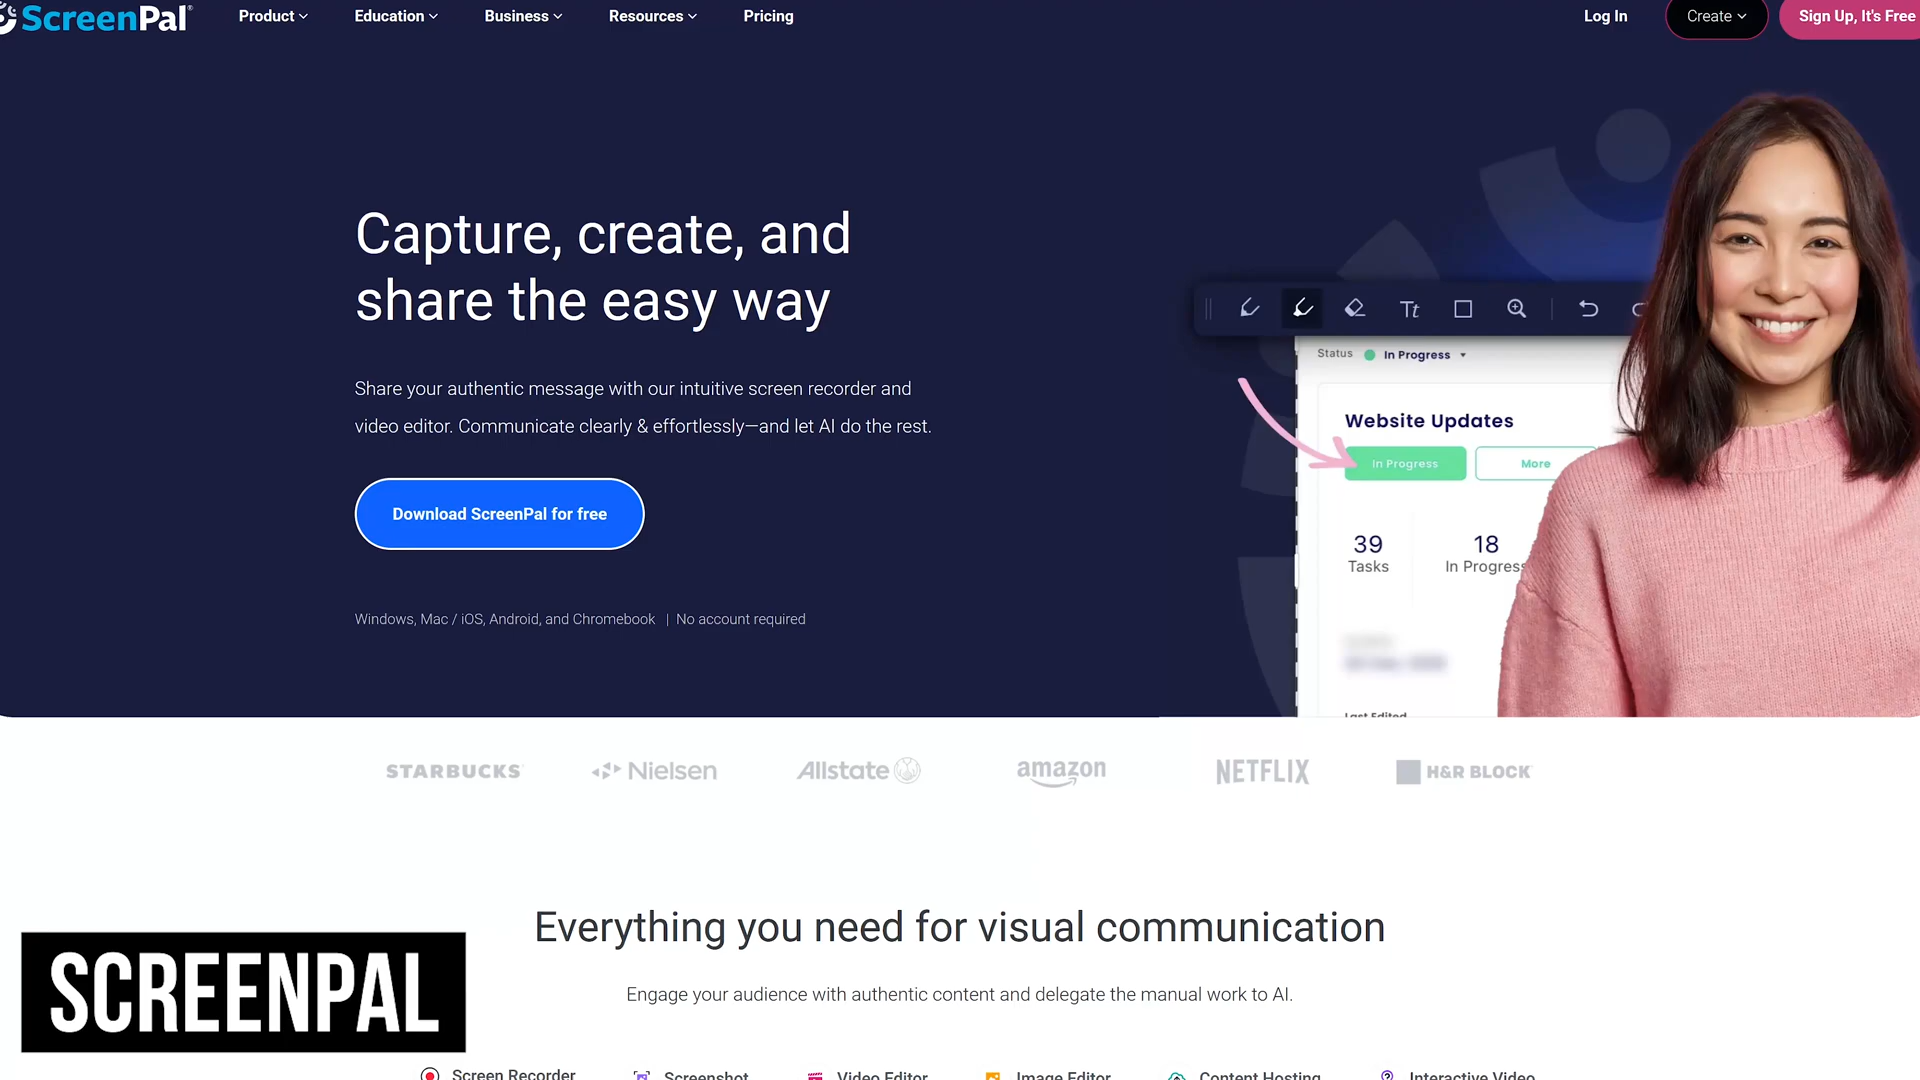 ScreenPal®
Product
Education
Business
Resources
Pricing
Log In
Create
Sign Up, It's Free
Capture, create, and
share the easy way
Share your authentic message with our intuitive screen recorder and
video editor. Communicate clearly & effortlessly—and let AI do the rest.
Download ScreenPal for free
Windows, Mac / iOS, Android, and Chromebook | No account required
Tt
Status In Progress
Website Updates
In Progress
More
39
18
Tasks
In Progress
Last Edited
STARBUCKS
Nielsen
Allstate
amazon
NETFLIX
H&R BLOCK
Everything you need for visual communication
Engage your audience with authentic content and delegate the manual work to AI.
SCREENPAL
Screen Recorder
Screenshot
Video Editor
Image Editor
Content Hosting
Interactive Video